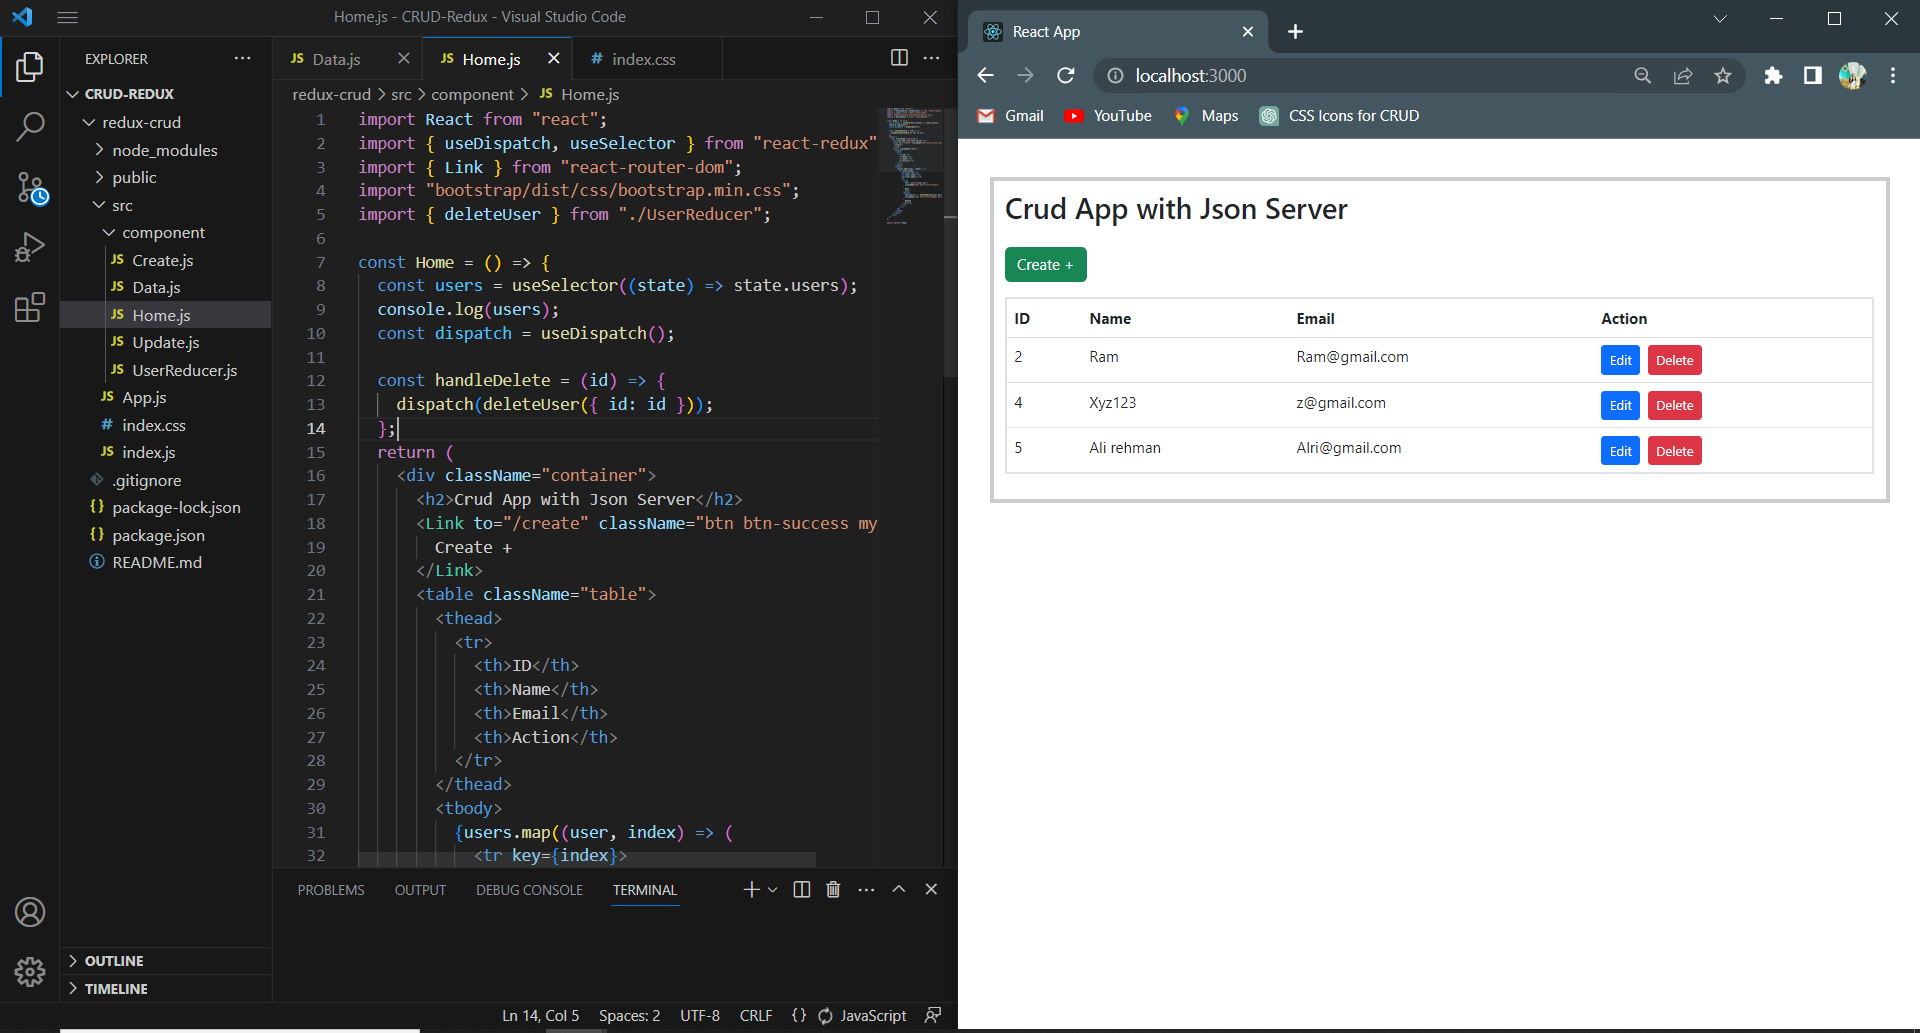 Home.js - CRUD-Redux - Visual Studio Code
EXPLORER
CRUD-REDUX
redux-crud
node_modules
public
src
component
JS Create.js
JS Data.js
JS Home.js
JS Update.js
JS UserReducer.js
JS App.js
# index.css
JS index.js
.gitignore
{} package-lock.json
{} package.json
README.md
OUTLINE
TIMELINE
JS Data.js
JS Home.js
# index.css
redux-crud > src > component > JS Home.js
1 import React from "react";
2 import { useDispatch, useSelector } from "react-redux"
3 import { Link } from "react-router-dom";
4 import "bootstrap/dist/css/bootstrap.min.css";
5 import { deleteUser } from "./UserReducer";
6
7 const Home = () => {
8 const users = useSelector((state) => state.users);
9 console.log(users);
10 const dispatch = useDispatch();
11
12 const handleDelete = (id) => {
13 dispatch(deleteUser({ id: id }));
14 };
15 return (
16 <div className="container">
17 <h2>Crud App with Json Server</h2>
18 <Link to="/create" className="btn btn-success my
19 Create +
20 </Link>
21 <table className="table">
22 <thead>
23 <tr>
24 <th>ID</th>
25 <th>Name</th>
26 <th>Email</th>
27 <th>Action</th>
28 </tr>
29 </thead>
30 <tbody>
31 {users.map((user, index) => (
32 <tr key={index}>
PROBLEMS OUTPUT DEBUG CONSOLE TERMINAL
Ln 14, Col 5 Spaces: 2 UTF-8 CRLF {} JavaScript
React App
localhost:3000
Gmail YouTube Maps CSS Icons for CRUD
Crud App with Json Server
Create +
ID Name Email Action
2 Ram Ram@gmail.com Edit Delete
4 Xyz123 z@gmail.com Edit Delete
5 Ali rehman Alri@gmail.com Edit Delete